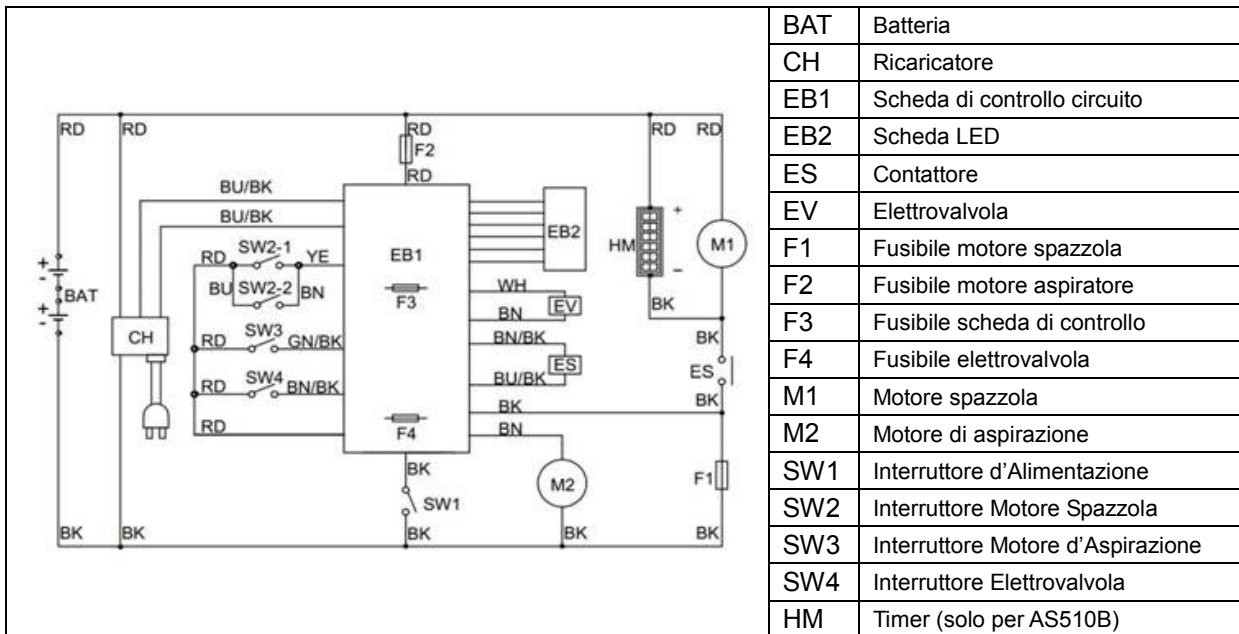 RD RD RD RD RD
F2
RD
BU/BK
BU/BK
SW2-1
RD YE
EB1
EB2
HM
+
M1
BU SW2-2 BN
F3
WH
EV
BN
−
BK
+
-
BAT
+
-
CH
SW3
RD GN/BK
BN/BK
BK
ES
ES
SW4
RD BN/BK
BU/BK
BK
BK
RD
F4
BN
BK
M2
F1
SW1
BK BK BK BK BK
BAT Batteria
CH Ricaricatore
EB1 Scheda di controllo circuito
EB2 Scheda LED
ES Contattore
EV Elettrovalvola
F1 Fusibile motore spazzola
F2 Fusibile motore aspiratore
F3 Fusibile scheda di controllo
F4 Fusibile elettrovalvola
M1 Motore spazzola
M2 Motore di aspirazione
SW1 Interruttore d’Alimentazione
SW2 Interruttore Motore Spazzola
SW3 Interruttore Motore d’Aspirazione
SW4 Interruttore Elettrovalvola
HM Timer (solo per AS510B)